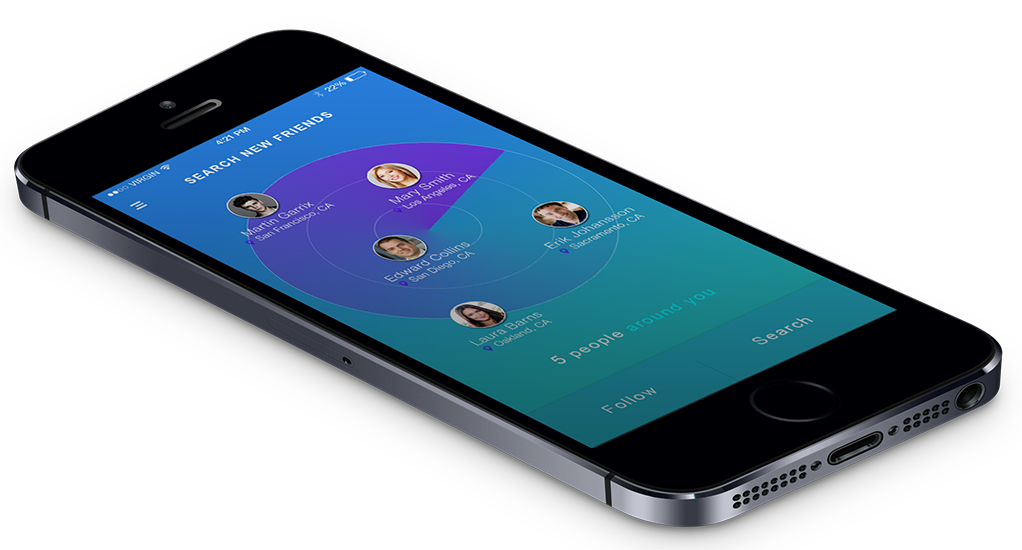 VIRGIN
4:21 PM
22%
SEARCH NEW FRIENDS
Martin Garrix
San Francisco, CA
Mary Smith
Los Angeles, CA
Edward Collins
San Diego, CA
Erik Johansson
Sacramento, CA
Laura Barns
Oakland, CA
5 people around you
Follow
Search